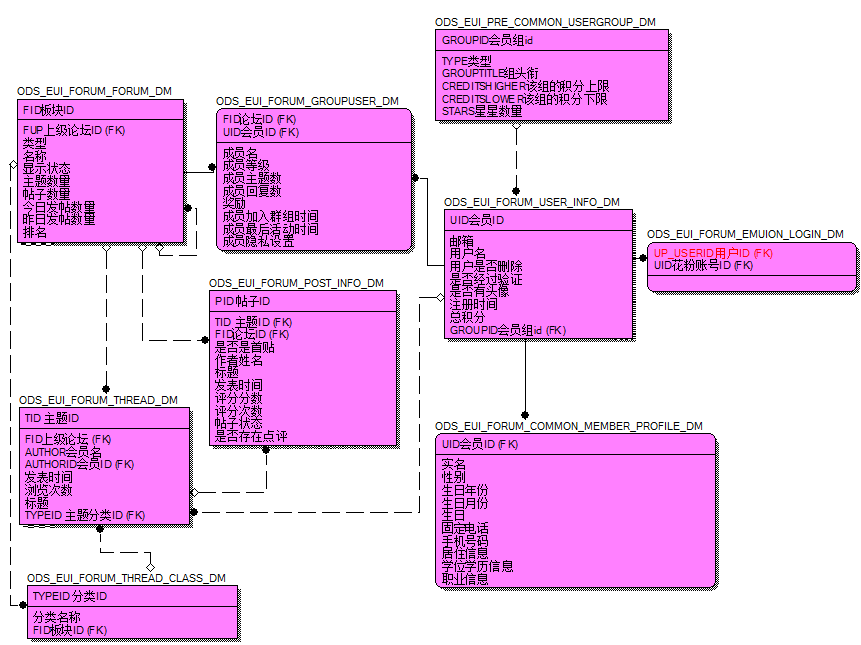 ODS_EUI_PRE_COMMON_USERGROUP_DM
GROUPID会员组id
TYPE类型
GROUPTITLE组头衔
CREDITSHIGHER该组的积分上限
CREDITSLOWER该组的积分下限
STARS星星数量
ODS_EUI_FORUM_FORUM_DM
FID板块ID
FUP上级论坛ID (FK)
类型
名称
显示状态
主题数量
帖子数量
今日发帖数量
昨日发帖数量
排名
ODS_EUI_FORUM_GROUPUSER_DM
FID论坛ID (FK)
UID会员ID (FK)
成员名
成员等级
成员主题数
成员回复数
奖励
成员加入群组时间
成员最后活动时间
成员隐私设置
ODS_EUI_FORUM_USER_INFO_DM
UID会员ID
邮箱
用户名
用户是否删除
是否经过验证
是否有头像
注册时间
总积分
GROUPID会员组id (FK)
ODS_EUI_FORUM_EMUION_LOGIN_DM
UP_USERID用户ID (FK)
UID花粉账号ID (FK)
ODS_EUI_FORUM_POST_INFO_DM
PID帖子ID
TID 主题ID (FK)
FID论坛ID (FK)
是否是首贴
作者姓名
标题
发表时间
评分分数
评分次数
帖子状态
是否存在点评
ODS_EUI_FORUM_THREAD_DM
TID 主题ID
FID上级论坛 (FK)
AUTHOR会员名
AUTHORID会员ID (FK)
发表时间
浏览次数
标题
TYPEID 主题分类ID (FK)
ODS_EUI_FORUM_COMMON_MEMBER_PROFILE_DM
UID会员ID (FK)
实名
性别
生日年份
生日月份
生日
固定电话
手机号码
居住信息
学位学历信息
职业信息
ODS_EUI_FORUM_THREAD_CLASS_DM
TYPEID 分类ID
分类名称
FID板块ID (FK)